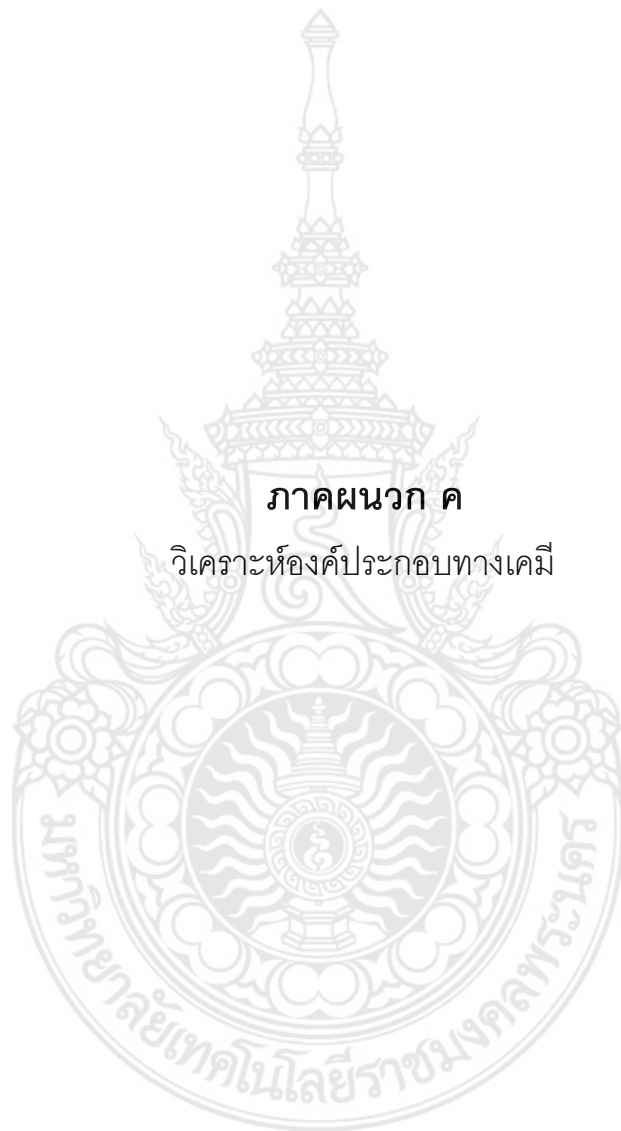 ภาคผนวก ค
วิเคราะห์องค์ประกอบทางเคมี
มหาวิทยาลัยเทคโนโลยีราชมงคลพระนคร